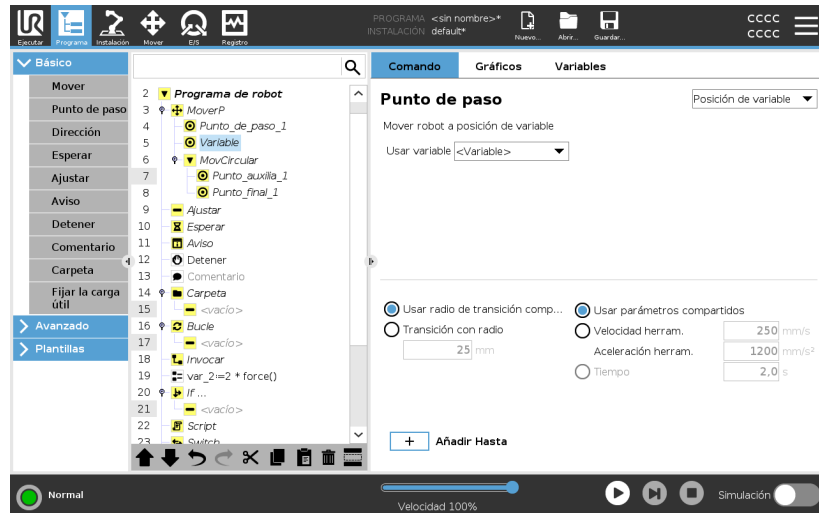 PROGRAMA <sin nombre>*
INSTALACIÓN default*
CCCC
CCCC
Ejecutar Programa Instalación Mover E/S Registro Nuevo... Abrir... Guardar...
Básico
Mover
Punto de paso
Dirección
Esperar
Ajustar
Aviso
Detener
Comentario
Carpeta
Fijar la carga
útil
Avanzado
Plantillas
2 Programa de robot
3 MoverP
4 Punto_de_paso_1
5 Variable
6 MovCircular
7 Punto_auxilia_1
8 Punto_final_1
9 Ajustar
10 Esperar
11 Aviso
12 Detener
13 Comentario
14 Carpeta
15 <vacío>
16 Bucle
17 <vacío>
18 Invocar
19 var_2≔2 * force()
20 If ...
21 <vacío>
22 Script
23 Switch
Comando Gráficos Variables
Punto de paso
Posición de variable
Mover robot a posición de variable
Usar variable <Variable>
Usar radio de transición comp...
Transición con radio
25 mm
Usar parámetros compartidos
Velocidad herram. 250 mm/s
Aceleración herram. 1200 mm/s²
Tiempo 2,0 s
+ Añadir Hasta
Normal
Velocidad 100%
Simulación